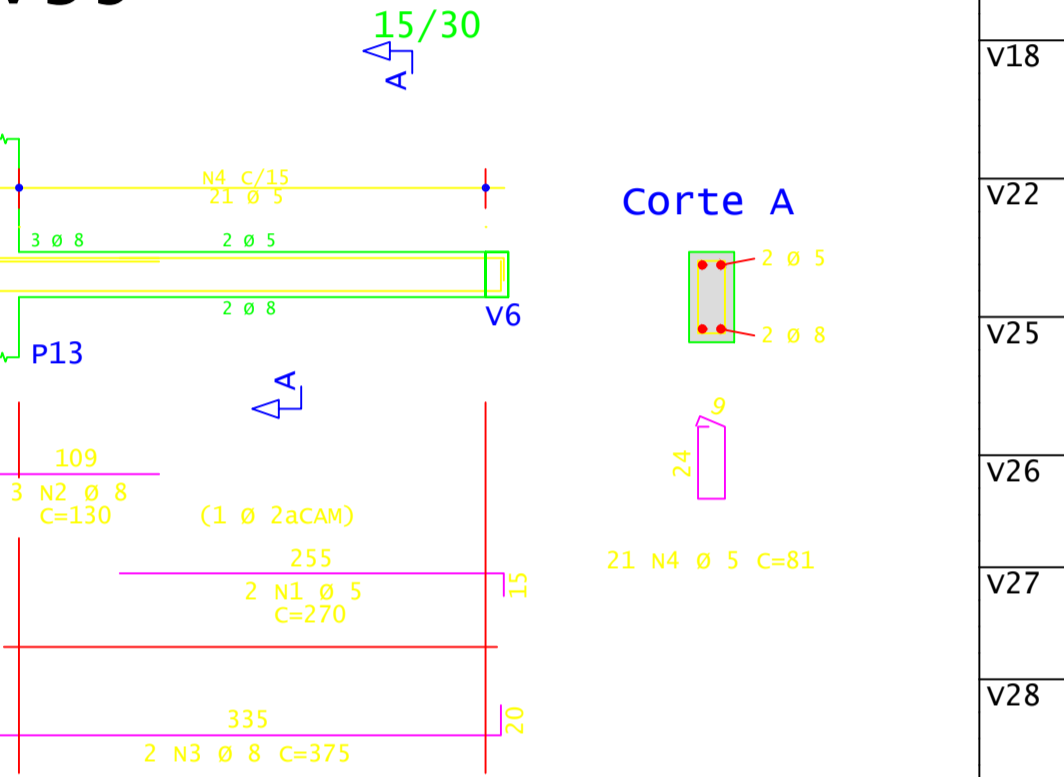 15/30
A
V18
N4 C/15
21 Ø 5
V22
Corte A
3 Ø 8
2 Ø 5
2 Ø 5
2 Ø 8
V6
2 Ø 8
V25
P13
A
9
24
109
V26
3 N2 Ø 8
C=130
(1 Ø 2aCAM)
255
21 N4 Ø 5 C=81
2 N1 Ø 5
15
C=270
V27
335
20
V28
2 N3 Ø 8 C=375